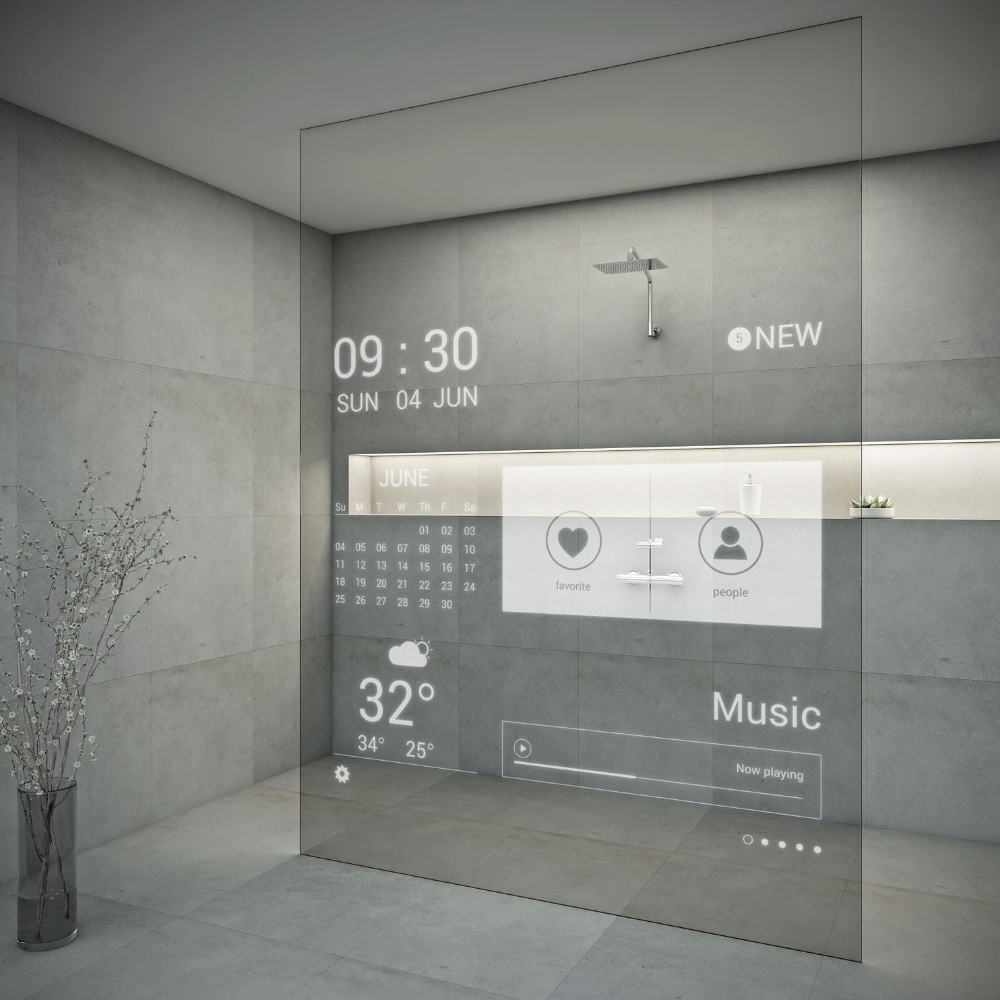 09 : 30
SUN 04 JUN
5 NEW
JUNE
Su M T W Th F Sa
01 02 03
04 05 06 07 08 09 10
11 12 13 14 15 16 17
18 19 20 21 22 23 24
25 26 27 28 29 30
favorite
people
32°
34° 25°
Music
Now playing